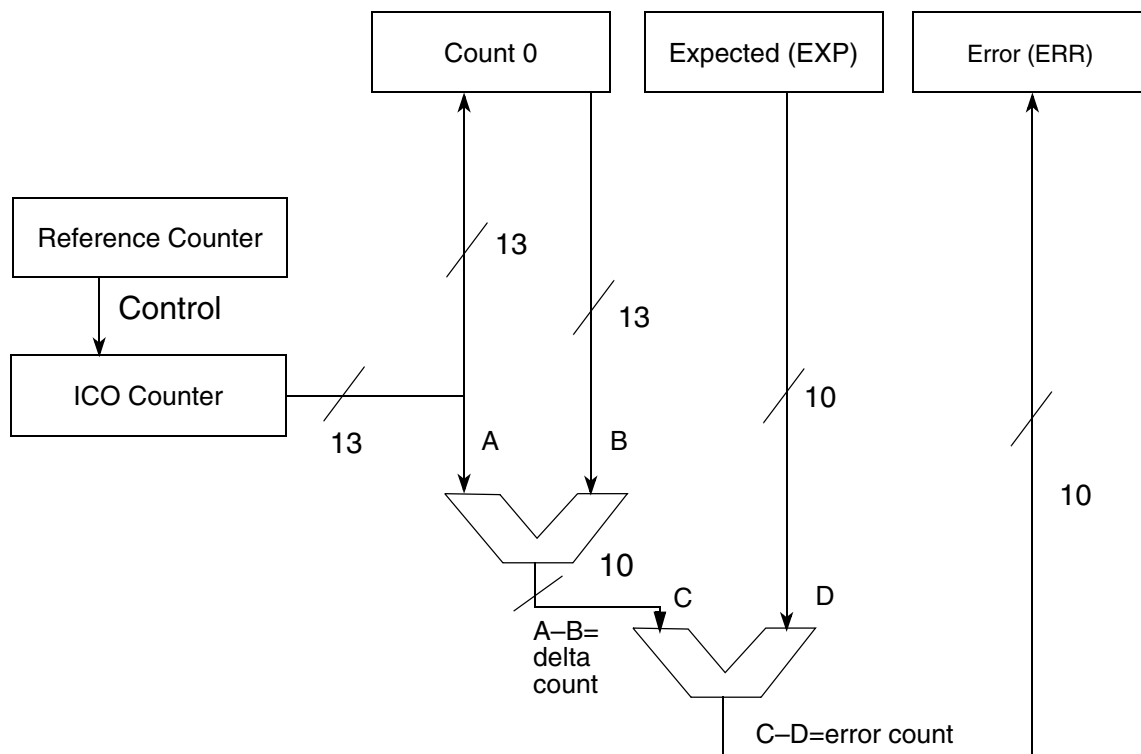 Count 0
Expected (EXP)
Error (ERR)
Reference Counter
13
Control
13
ICO Counter
10
13
A
B
10
10
C
D
A–B=
delta
count
C–D=error count